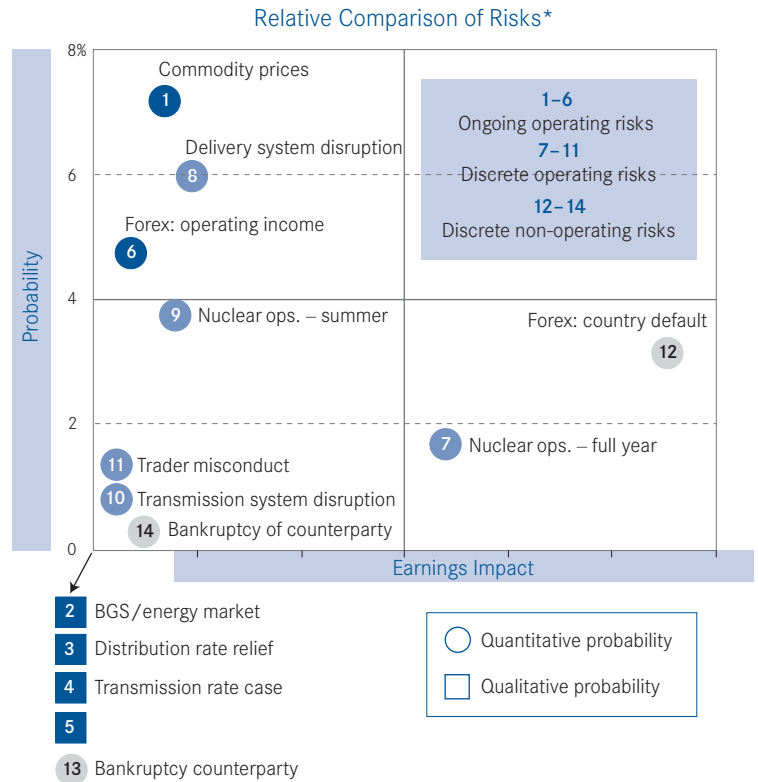 Relative Comparison of Risks*
8%
6
4
2
0
Probability
Commodity prices
1
Delivery system disruption
8
Forex: operating income
6
9 Nuclear ops. – summer
1–6
Ongoing operating risks
7–11
Discrete operating risks
12–14
Discrete non-operating risks
Forex: country default
12
7 Nuclear ops. – full year
11 Trader misconduct
10 Transmission system disruption
14 Bankruptcy of counterparty
Earnings Impact
2 BGS/energy market
3 Distribution rate relief
4 Transmission rate case
5
13 Bankruptcy counterparty
Quantitative probability
Qualitative probability